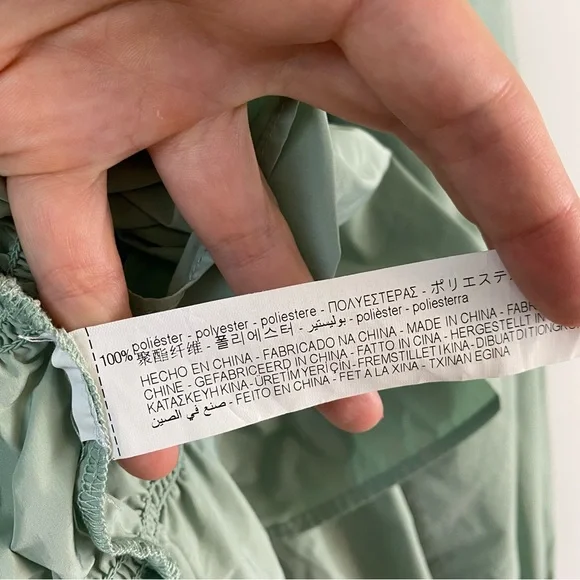 100% poliéster - polyester - poliestere - ΠΟΛΥΕΣΤΕΡΑΣ - ポリエステ
聚酯纤维 - 폴리에스터 - بوليستير - polièster - poliesterra
HECHO EN CHINA - FABRICADO NA CHINA - MADE IN CHINA - FAB
CHINE - GEFABRICEERD IN CHINA - FATTO IN CINA - HERGESTELLT IN
ΚΑΤΑΣΚΕΥΗ ΚΙΝΑ - ÜRETİM YERİ ÇİN - FREMSTILLET I KINA - DIBUAT DI TIONGKO
صنع في الصين - FEITO EN CHINA - FET A LA XINA - TXINAN EGINA